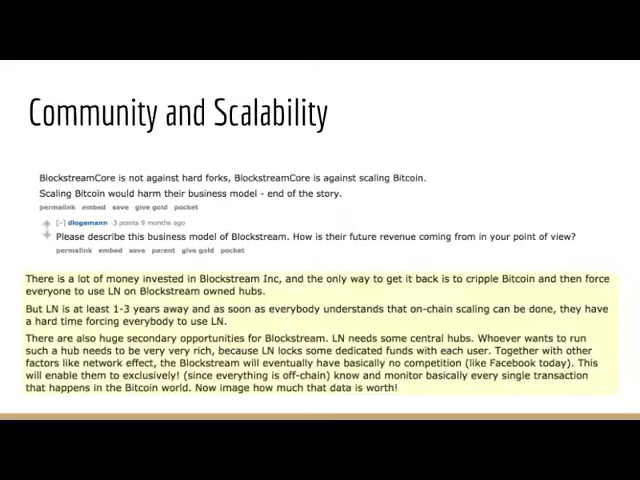 Community and Scalability
BlockstreamCore is not against hard forks, BlockstreamCore is against scaling Bitcoin.
Scaling Bitcoin would harm their business model - end of the story.
permalink embed save give gold pocket
[-] dlogemann 3 points 9 months ago
Please describe this business model of Blockstream. How is their future revenue coming from in your point of view?
permalink embed save parent give gold pocket
There is a lot of money invested in Blockstream Inc, and the only way to get it back is to cripple Bitcoin and then force
everyone to use LN on Blockstream owned hubs.
But LN is at least 1-3 years away and as soon as everybody understands that on-chain scaling can be done, they have
a hard time forcing everybody to use LN.
There are also huge secondary opportunities for Blockstream. LN needs some central hubs. Whoever wants to run
such a hub needs to be very very rich, because LN locks some dedicated funds with each user. Together with other
factors like network effect, the Blockstream will eventually have basically no competition (like Facebook today). This
will enable them to exclusively! (since everything is off-chain) know and monitor basically every single transaction
that happens in the Bitcoin world. Now image how much that data is worth!